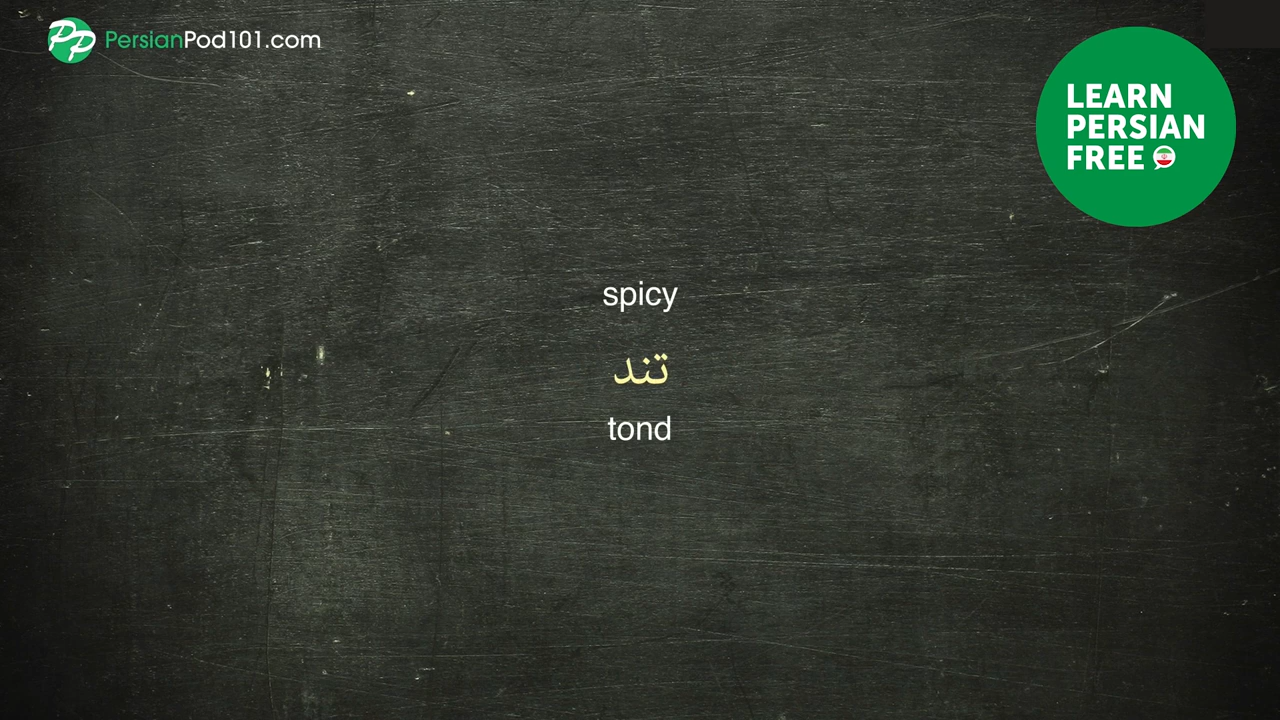 PersianPod101.com
LEARN
PERSIAN
FREE
spicy
تند
tond